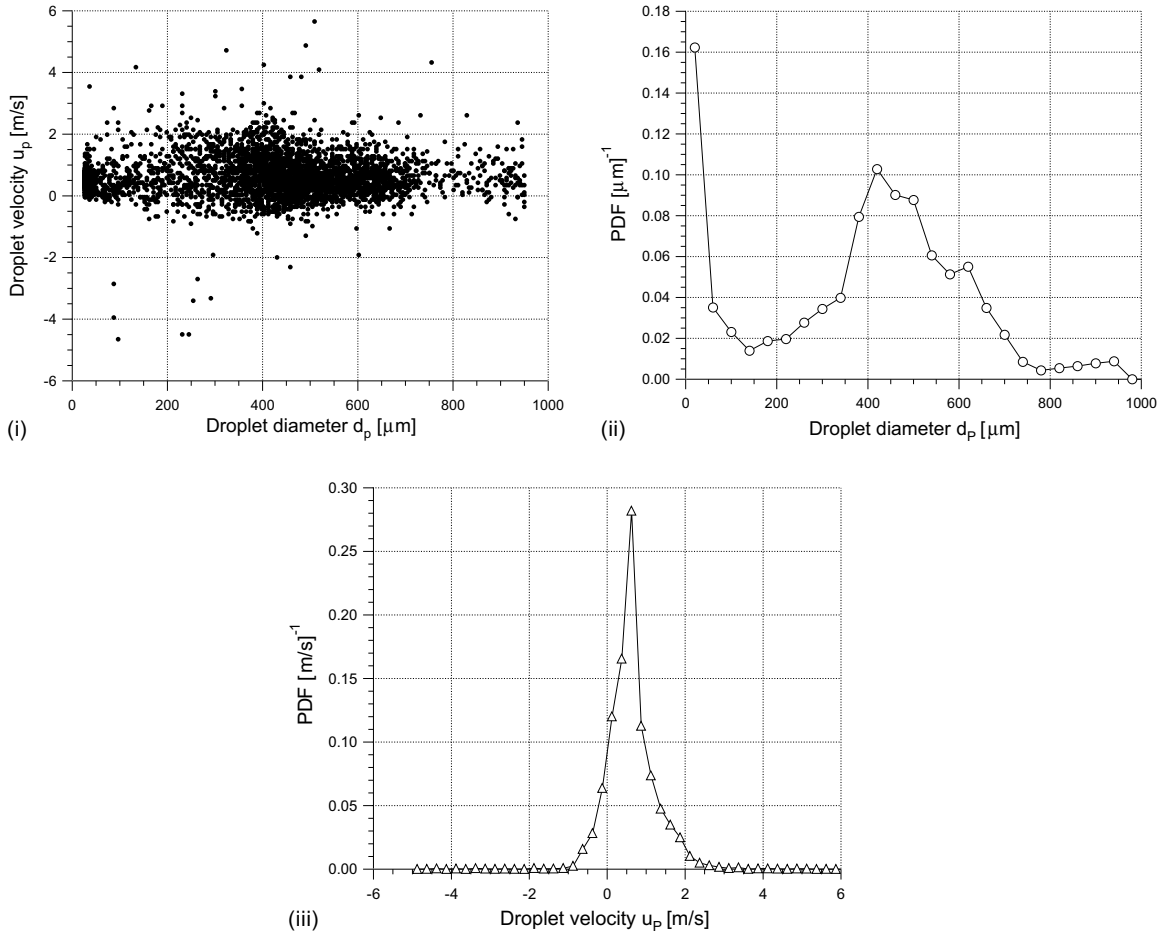 6
4
2
0
-2
-4
-6
Droplet velocity u_p [m/s]
0 200 400 600 800 1000
Droplet diameter d_p [μm]
(i)
0.18
0.16
0.14
0.12
0.10
0.08
0.06
0.04
0.02
0.00
PDF [μm]^-1
0 200 400 600 800 1000
Droplet diameter d_P [μm]
(ii)
0.30
0.25
0.20
0.15
0.10
0.05
0.00
PDF [m/s]^-1
-6 -4 -2 0 2 4 6
Droplet velocity u_P [m/s]
(iii)